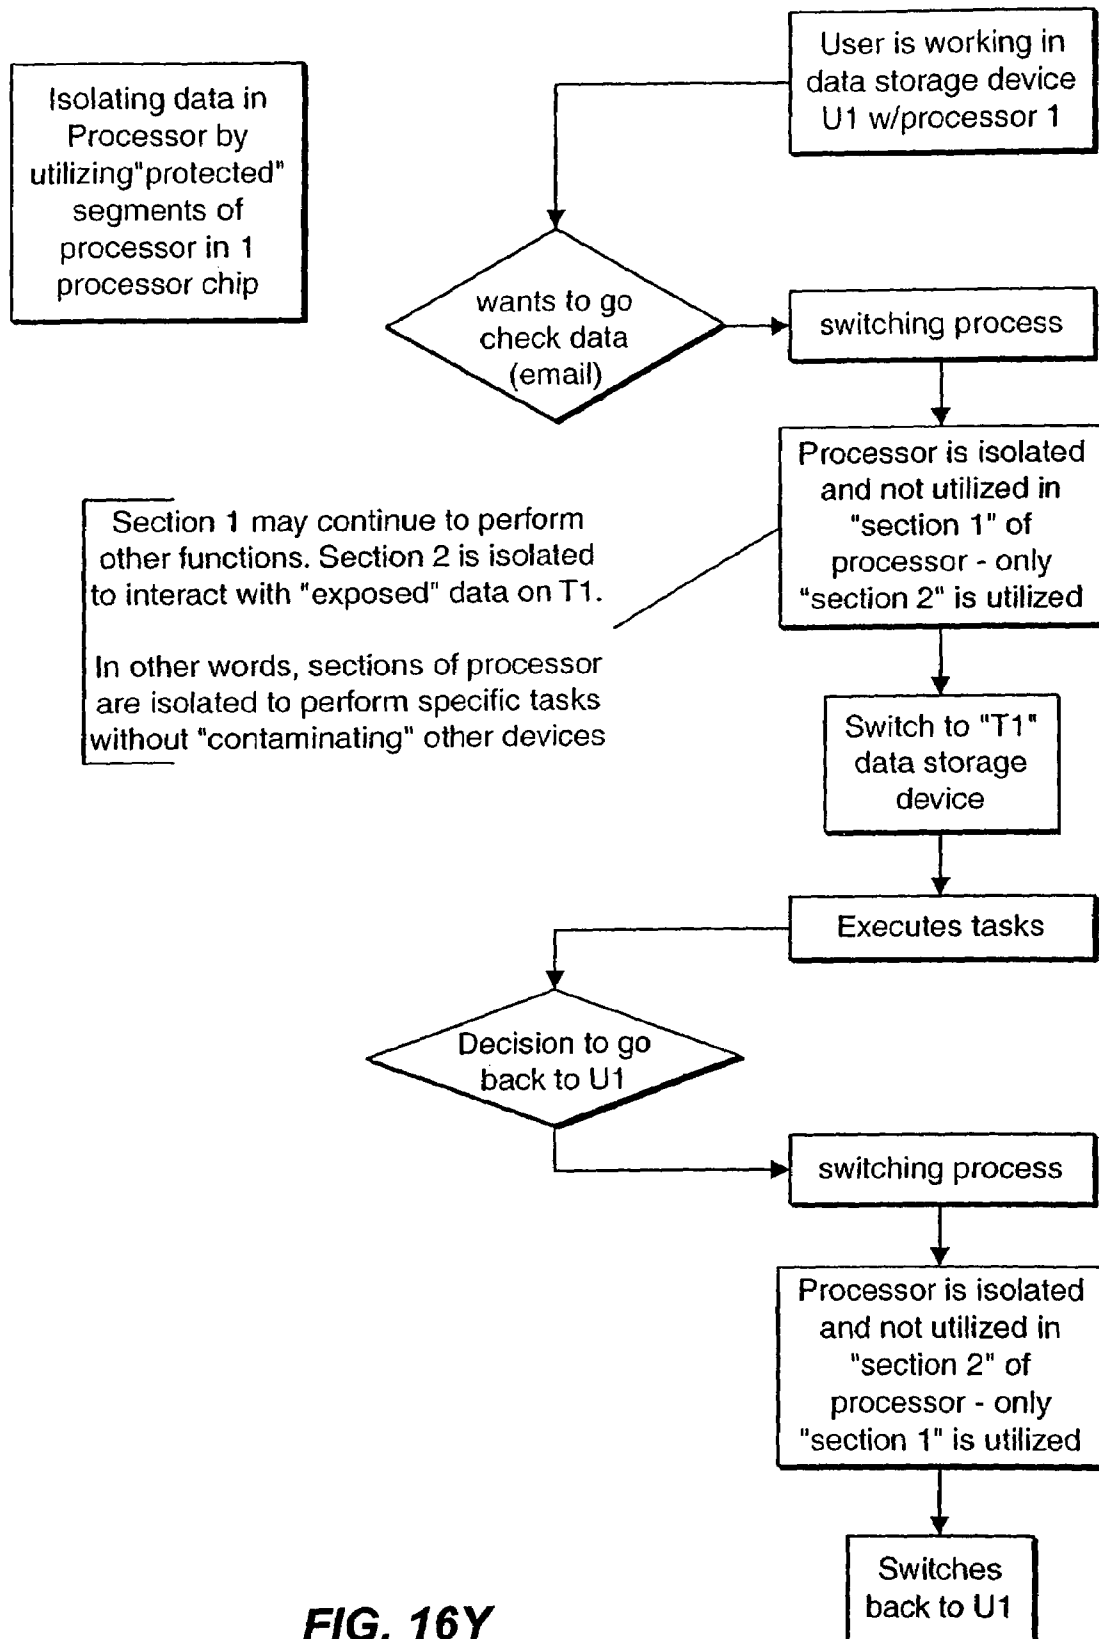 Isolating data in
Processor by
utilizing"protected"
segments of
processor in 1
processor chip
User is working in
data storage device
U1 w/processor 1
wants to go
check data
(email)
switching process
Processor is isolated
and not utilized in
"section 1" of
processor - only
"section 2" is utilized
Section 1 may continue to perform
other functions. Section 2 is isolated
to interact with "exposed" data on T1.
In other words, sections of processor
are isolated to perform specific tasks
without "contaminating" other devices
Switch to "T1"
data storage
device
Executes tasks
Decision to go
back to U1
switching process
Processor is isolated
and not utilized in
"section 2" of
processor - only
"section 1" is utilized
Switches
back to U1
FIG. 16Y